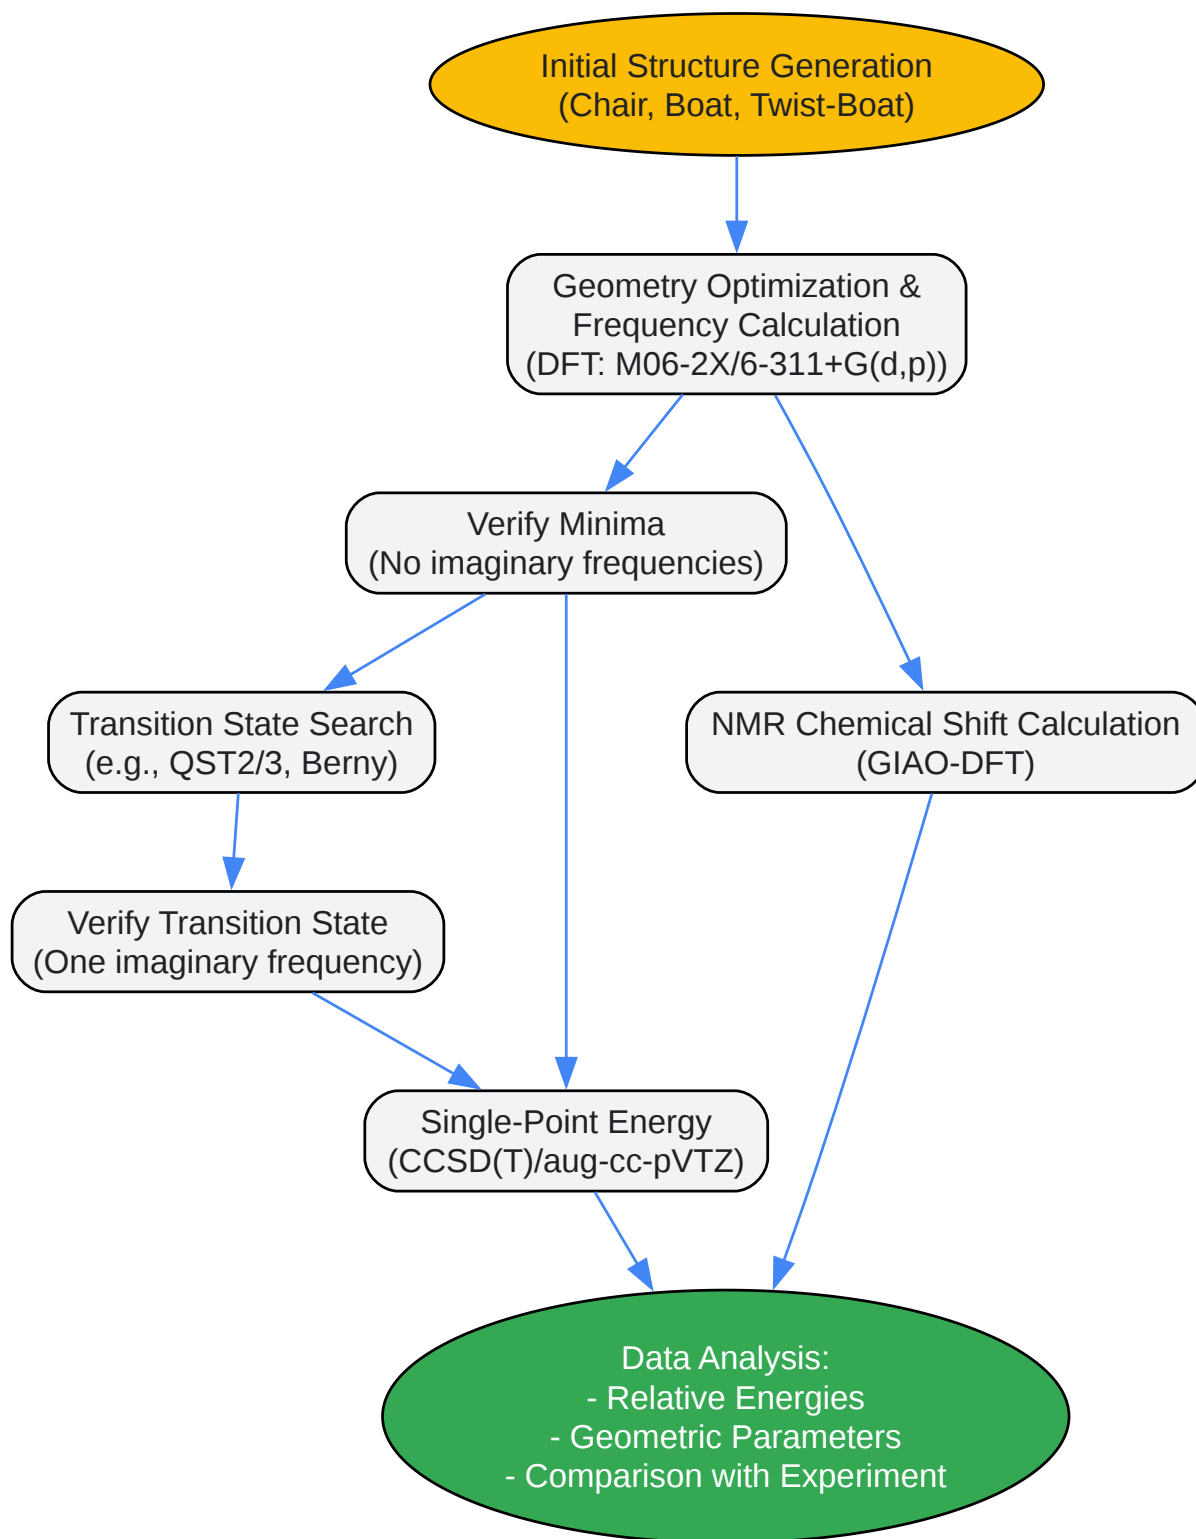 Initial Structure Generation
(Chair, Boat, Twist-Boat)
Geometry Optimization &
Frequency Calculation
(DFT: M06-2X/6-311+G(d,p))
Verify Minima
(No imaginary frequencies)
Transition State Search
(e.g., QST2/3, Berny)
NMR Chemical Shift Calculation
(GIAO-DFT)
Verify Transition State
(One imaginary frequency)
Single-Point Energy
(CCSD(T)/aug-cc-pVTZ)
Data Analysis:
- Relative Energies
- Geometric Parameters
- Comparison with Experiment